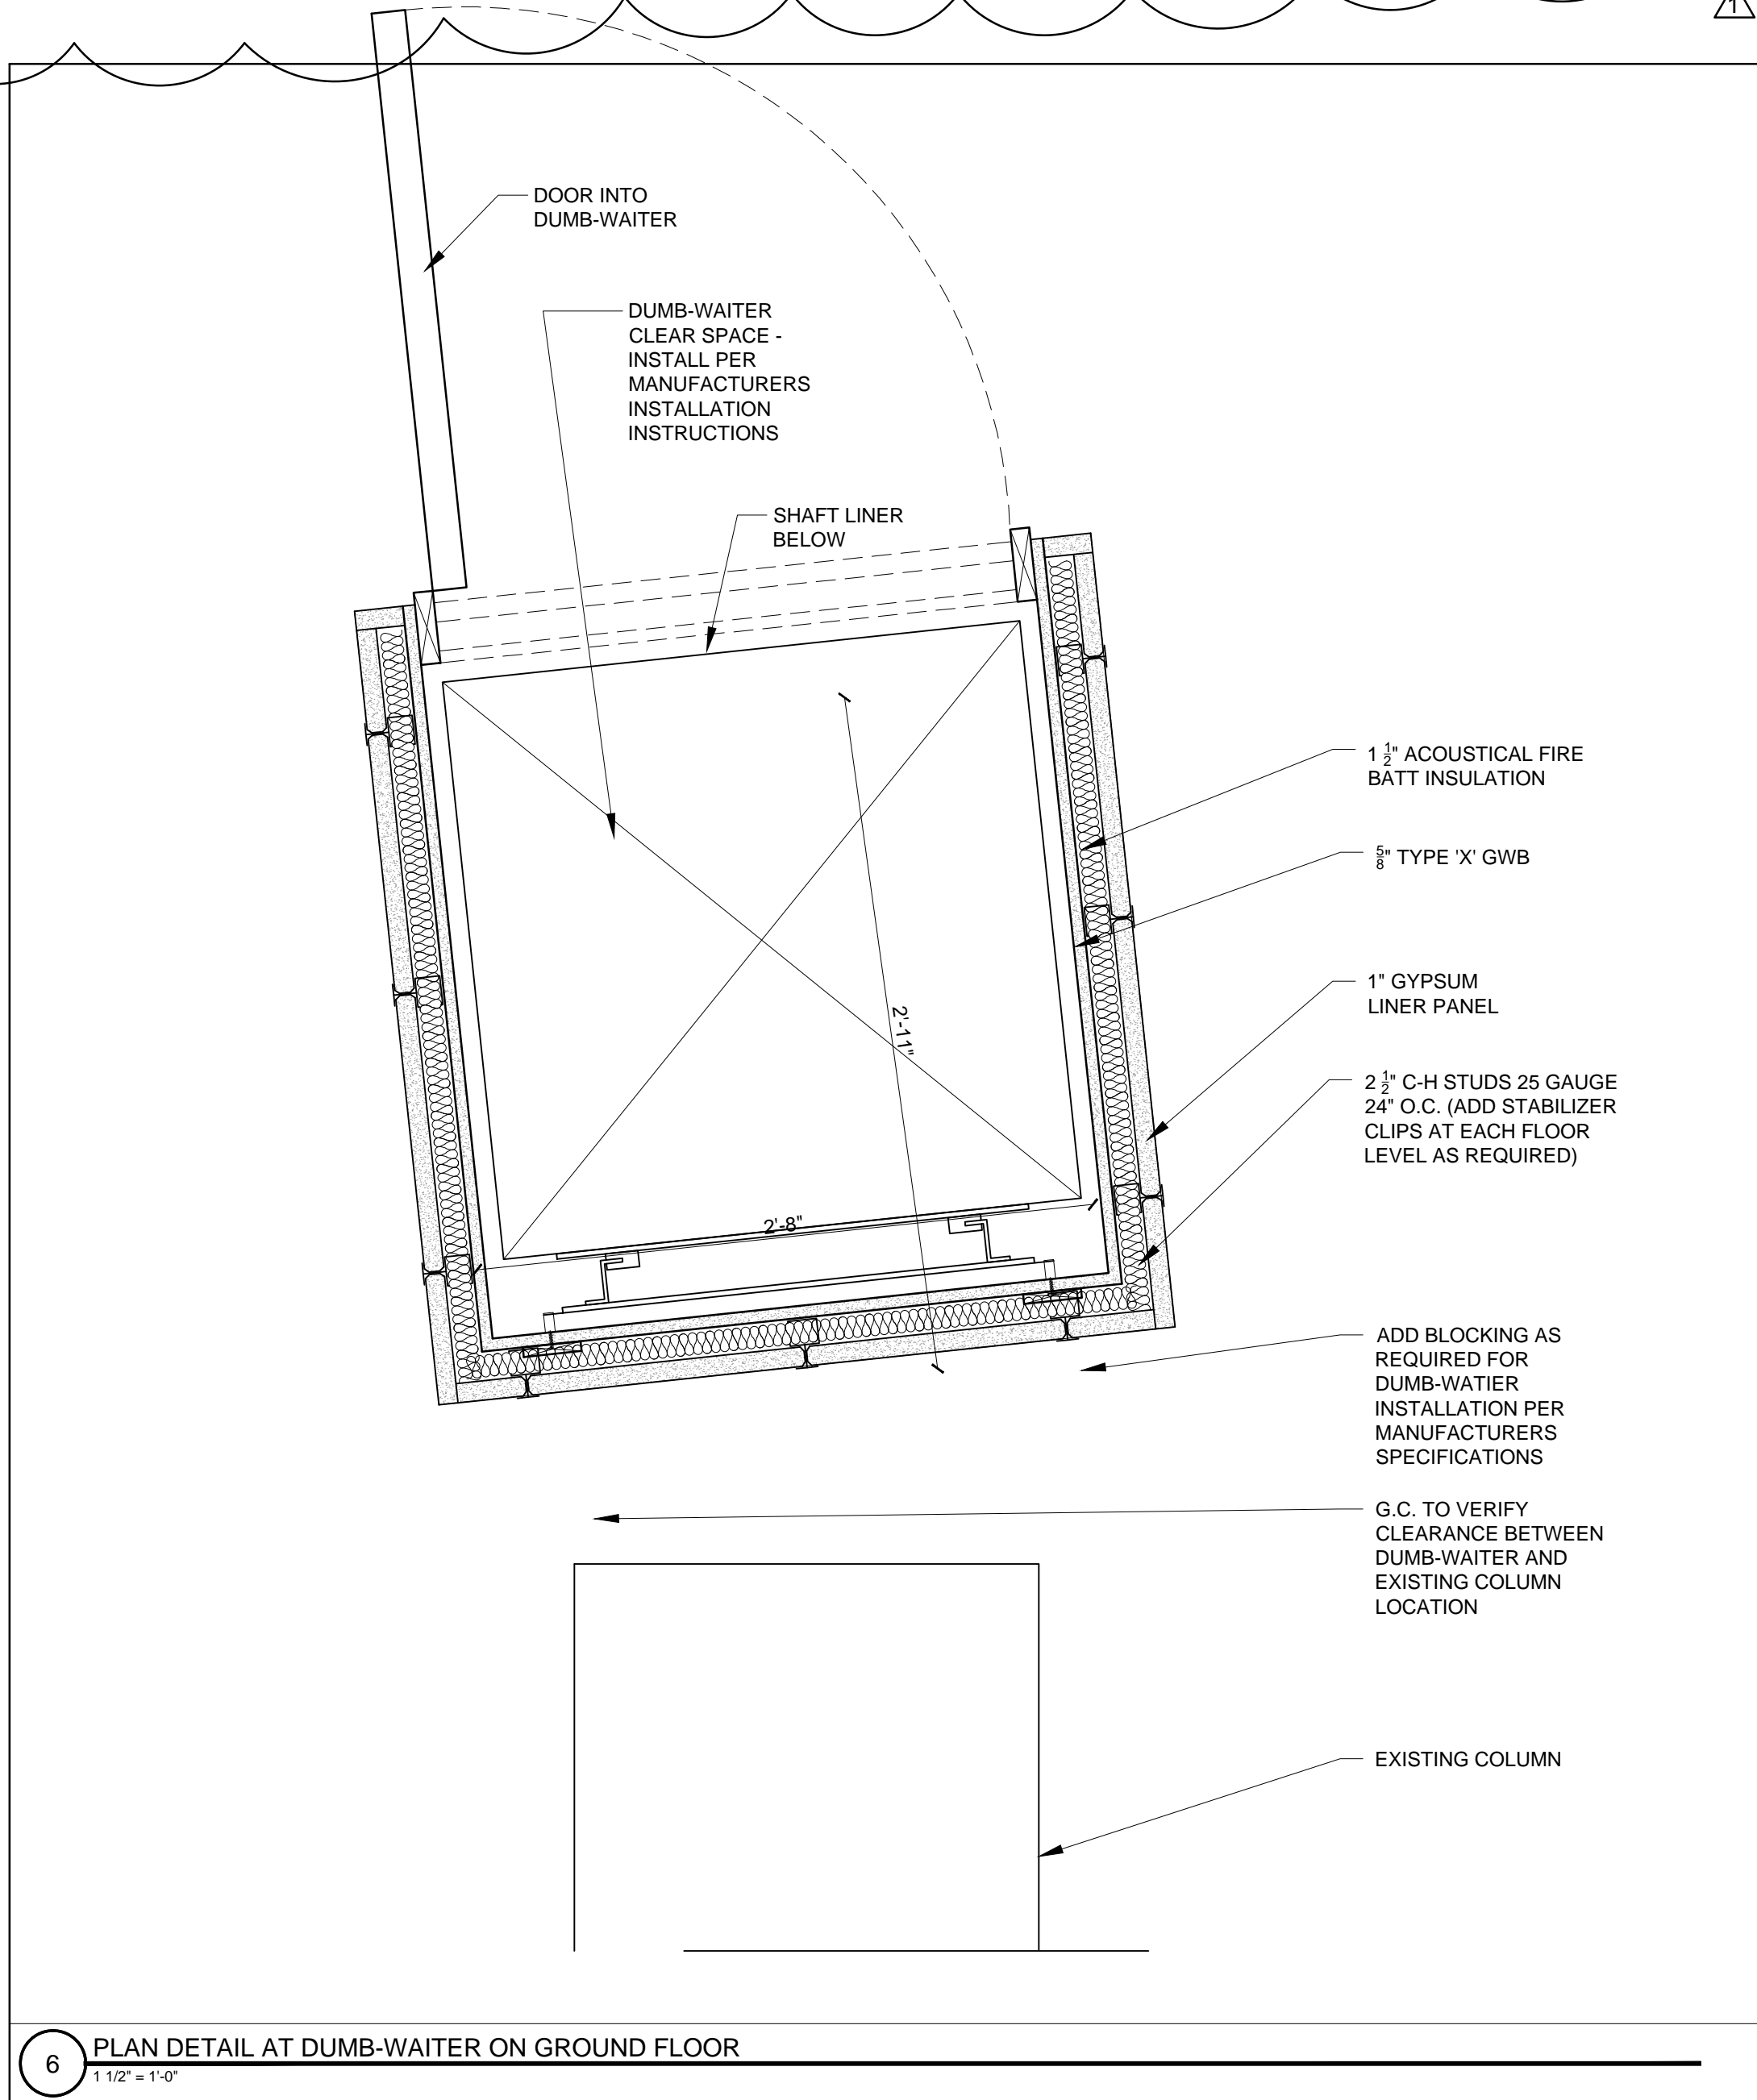 1
DOOR INTO
DUMB-WAITER
DUMB-WAITER
CLEAR SPACE -
INSTALL PER
MANUFACTURERS
INSTALLATION
INSTRUCTIONS
SHAFT LINER
BELOW
1 1/2" ACOUSTICAL FIRE
BATT INSULATION
5/8" TYPE 'X' GWB
1" GYPSUM
LINER PANEL
2 1/2" C-H STUDS 25 GAUGE
24" O.C. (ADD STABILIZER
CLIPS AT EACH FLOOR
LEVEL AS REQUIRED)
2'-11"
2'-8"
ADD BLOCKING AS
REQUIRED FOR
DUMB-WATIER
INSTALLATION PER
MANUFACTURERS
SPECIFICATIONS
G.C. TO VERIFY
CLEARANCE BETWEEN
DUMB-WAITER AND
EXISTING COLUMN
LOCATION
EXISTING COLUMN
6
PLAN DETAIL AT DUMB-WAITER ON GROUND FLOOR
1 1/2" = 1'-0"